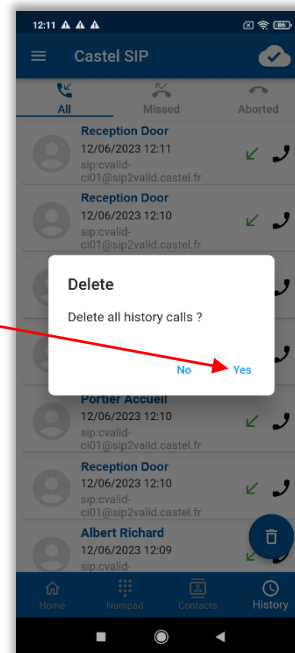 12:11
86
Castel SIP
All
Missed
Aborted
Reception Door
12/06/2023 12:11
sip:cvalid-
ci01@sip2valid.castel.fr
Reception Door
12/06/2023 12:10
sip:cvalid-
ci01@sip2valid.castel.fr
Delete
Delete all history calls ?
No
Yes
Portier Accueil
12/06/2023 12:10
sip:cvalid-
ci01@sip2valid.castel.fr
Reception Door
12/06/2023 12:10
sip:cvalid-
ci01@sip2valid.castel.fr
Albert Richard
12/06/2023 12:09
sip:cvalid-
Home
Numpad
Contacts
History